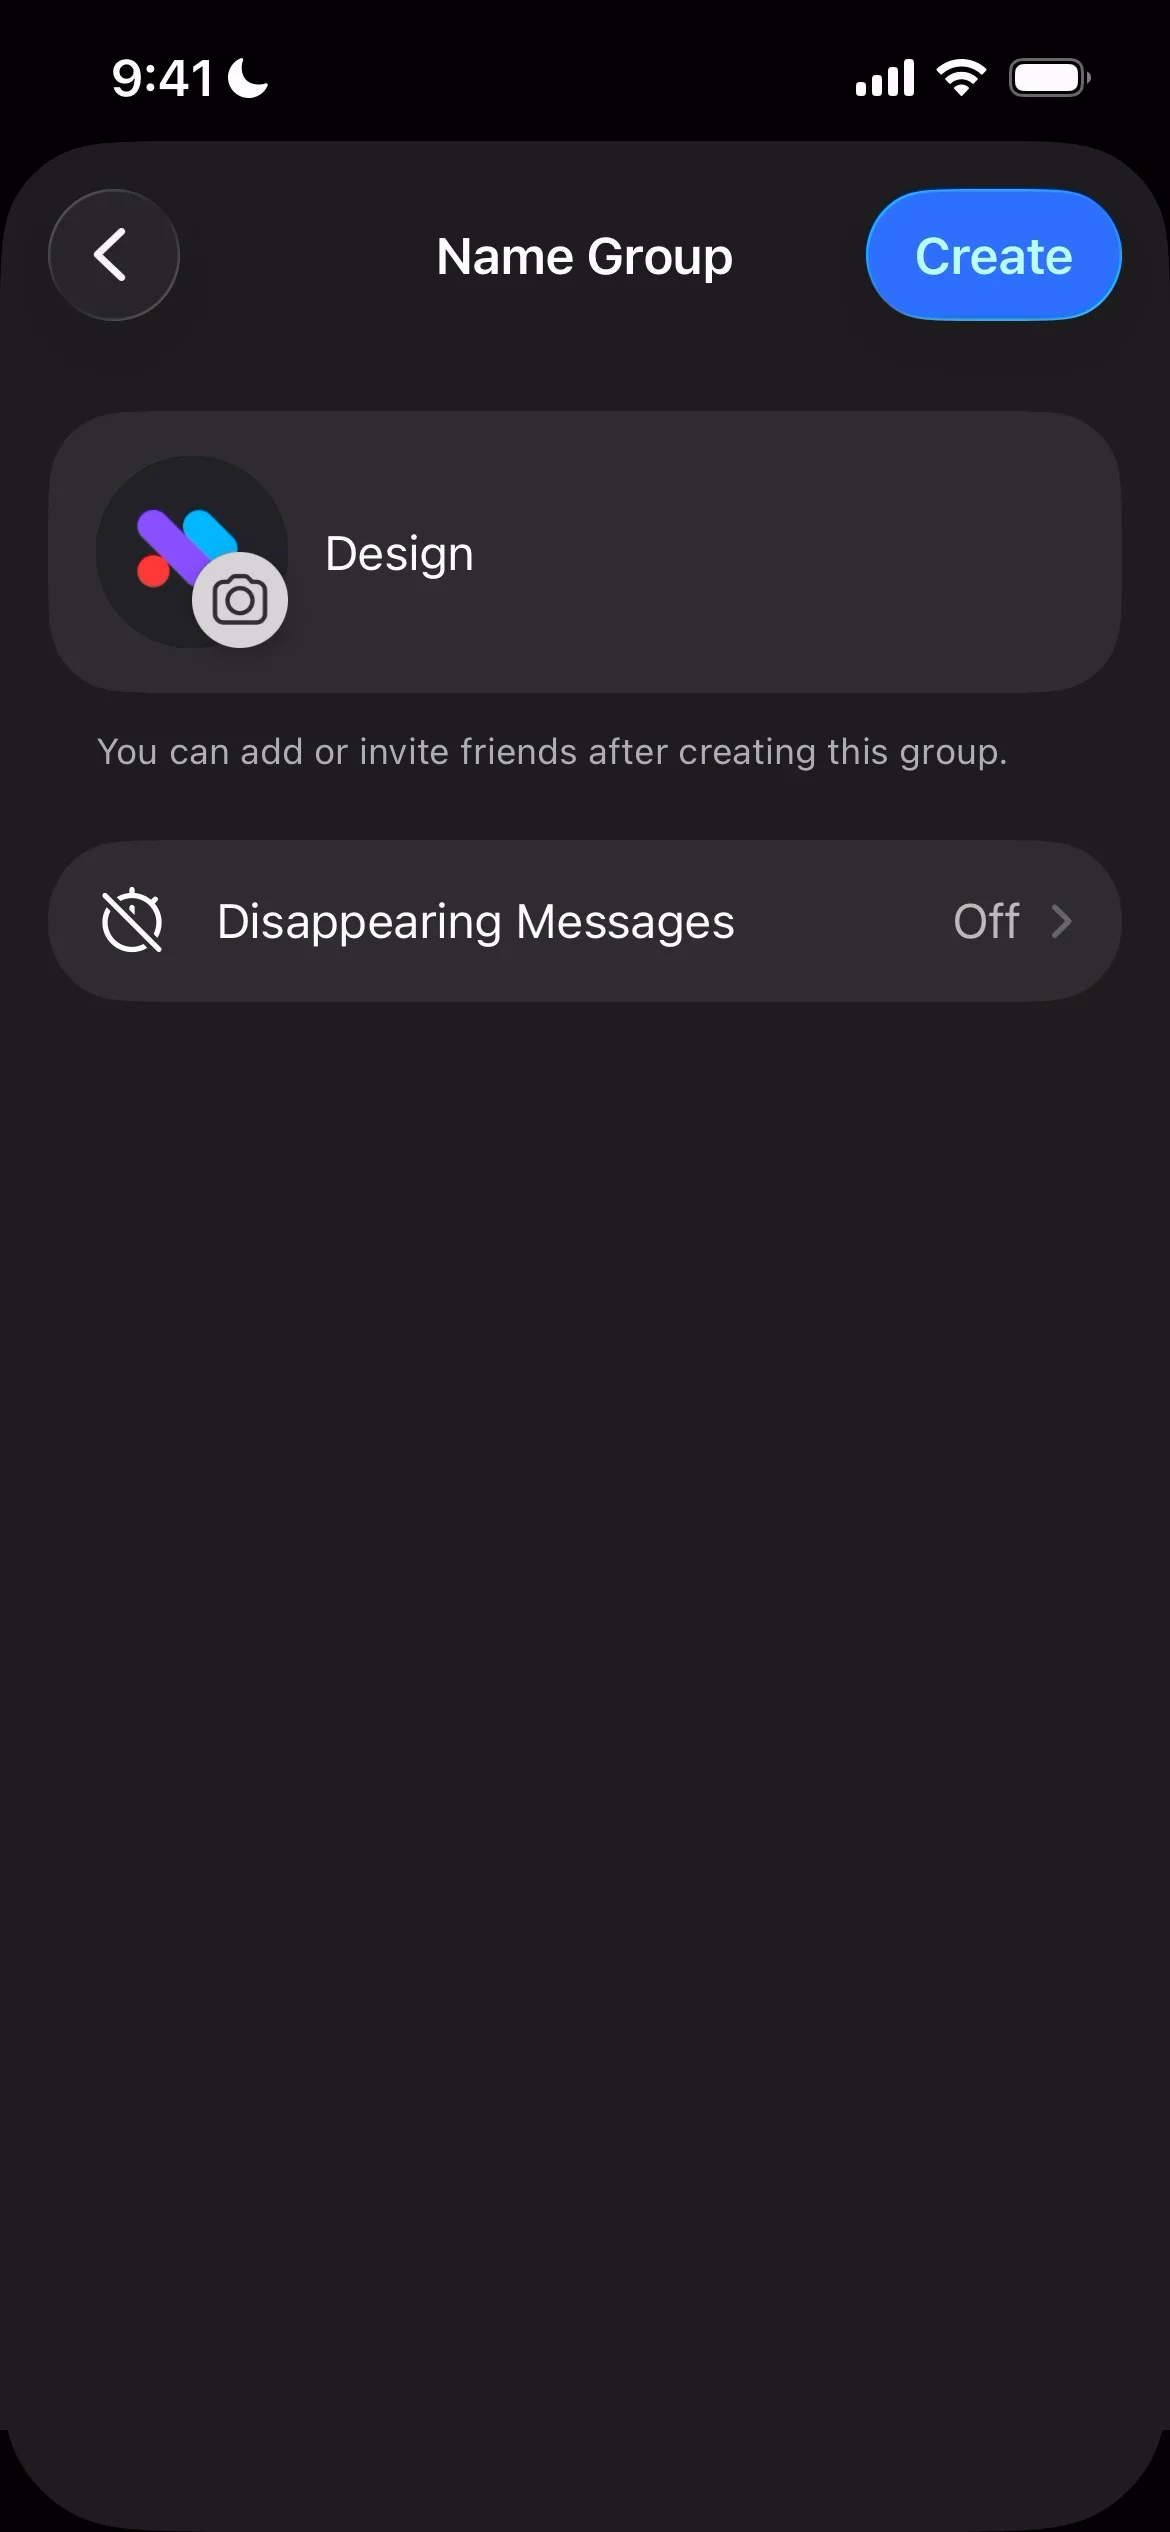 9:41
Name Group
Create
Design
You can add or invite friends after creating this group.
Disappearing Messages
Off